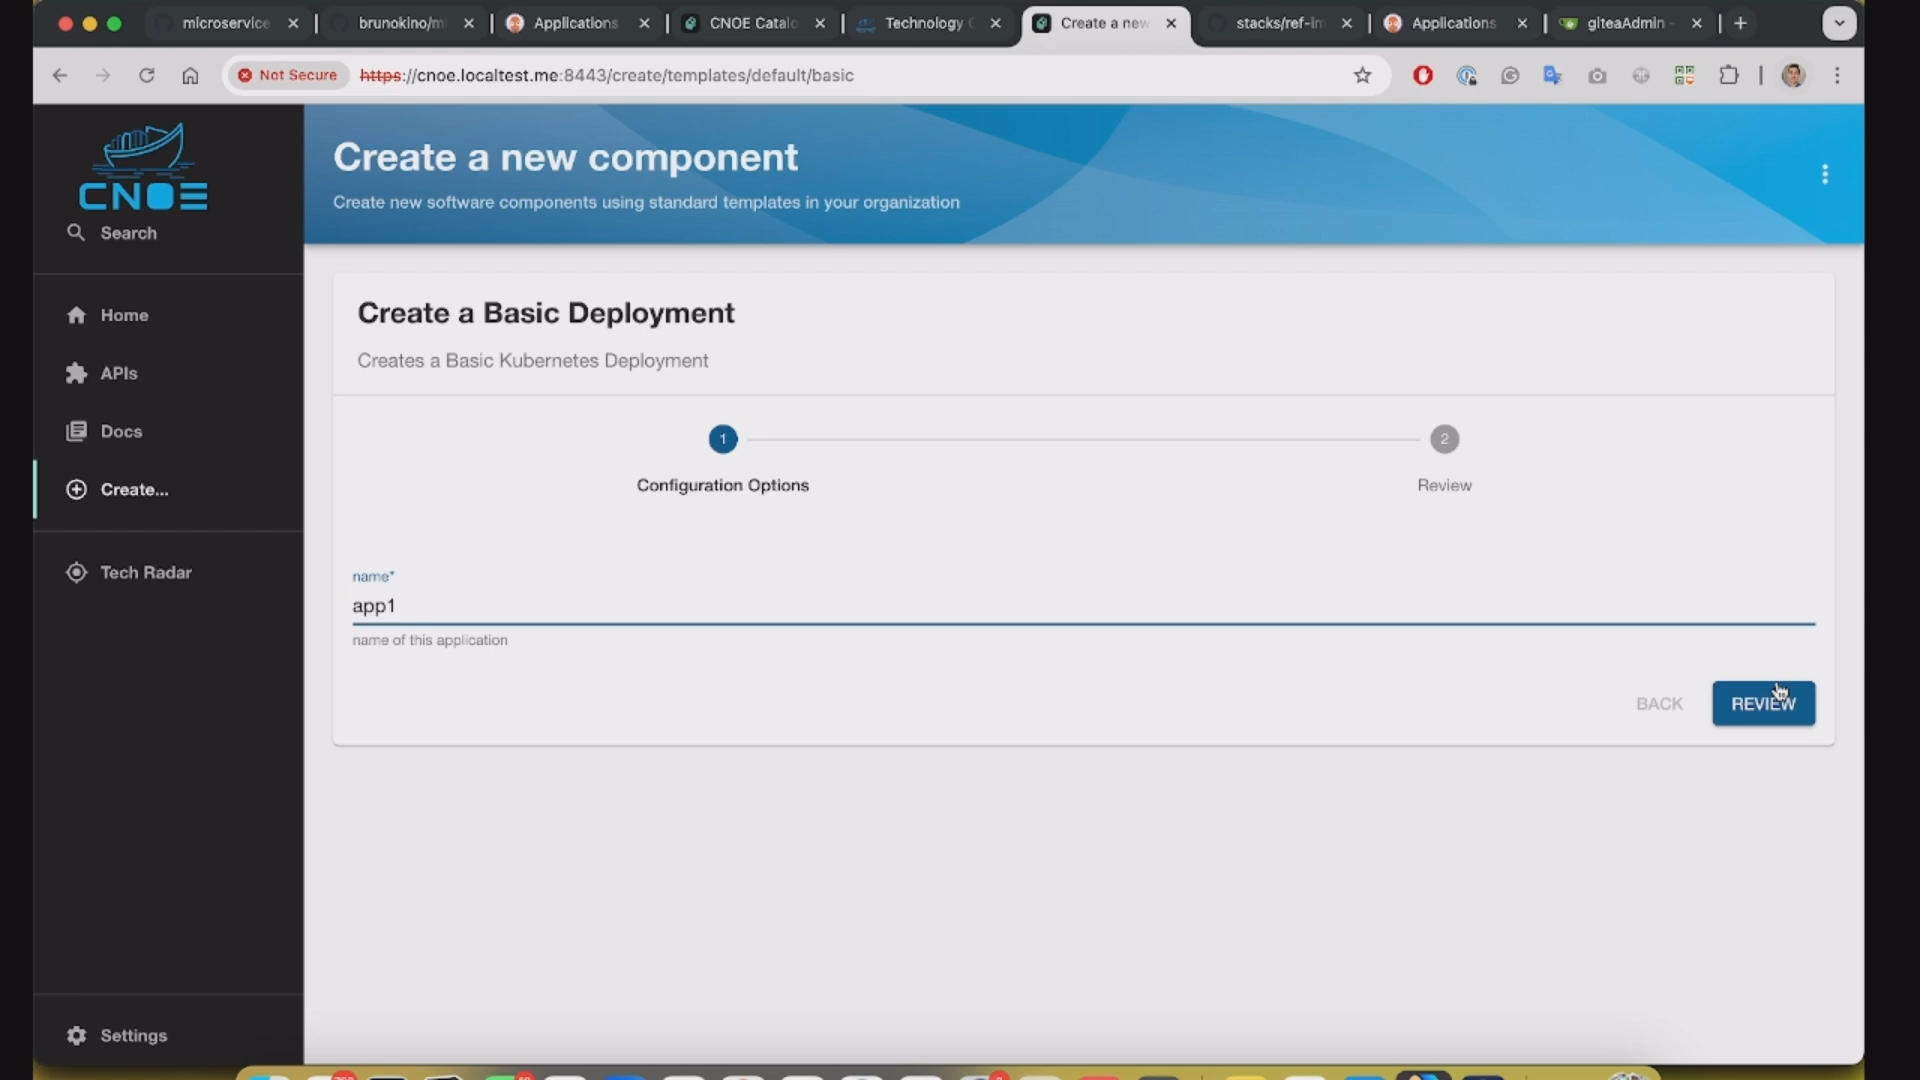 microservice
brunokino/mi
Applications
CNOE Catalo
Technology
Create a new
stacks/ref-im
Applications
giteaAdmin -
Not Secure
https://cnoe.localtest.me:8443/create/templates/default/basic
CNOE
Search
Home
APIs
Docs
Create...
Tech Radar
Settings
Create a new component
Create new software components using standard templates in your organization
Create a Basic Deployment
Creates a Basic Kubernetes Deployment
1
2
Configuration Options
Review
name*
app1
name of this application
BACK
REVIEW